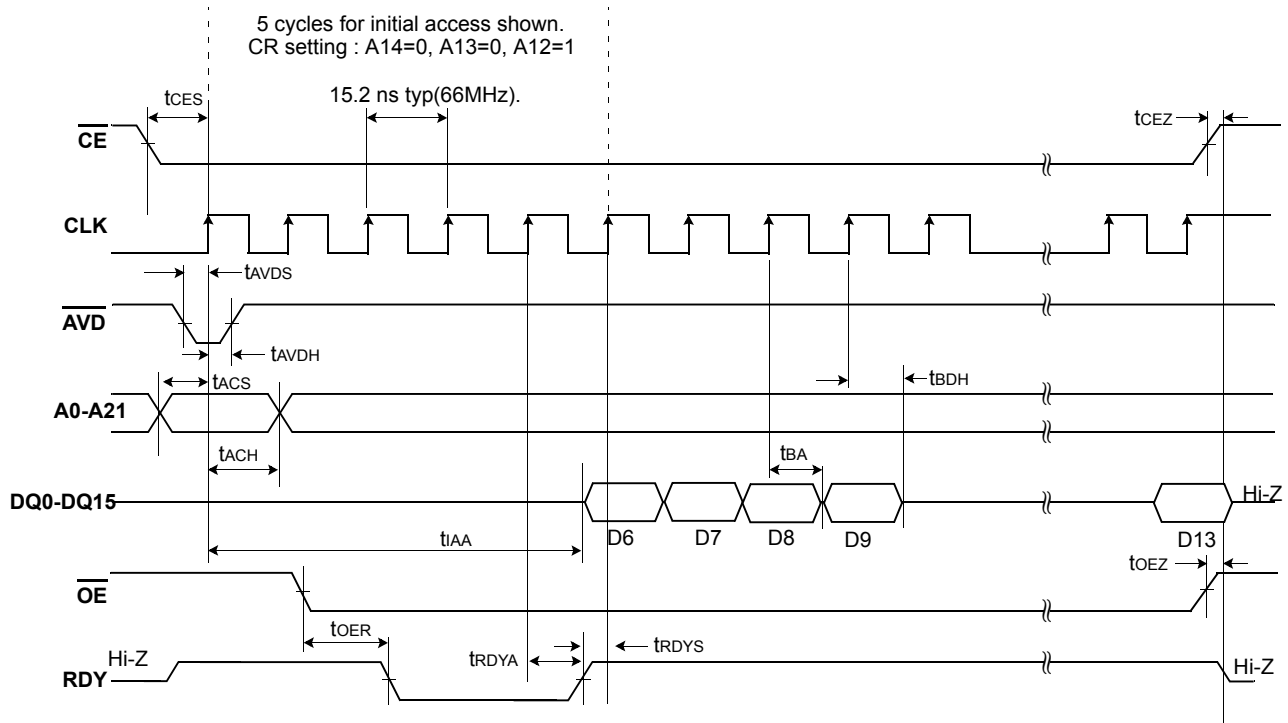 5 cycles for initial access shown.
CR setting : A14=0, A13=0, A12=1
15.2 ns typ(66MHz).
tCES
tCEZ
CE
CLK
tAVDS
AVD
tAVDH
tACS
tBDH
A0-A21
tACH
tBA
DQ0-DQ15
Hi-Z
D6
D7
D8
D9
D13
tIAA
tOEZ
OE
tOER
tRDYA
tRDYS
Hi-Z
Hi-Z
RDY